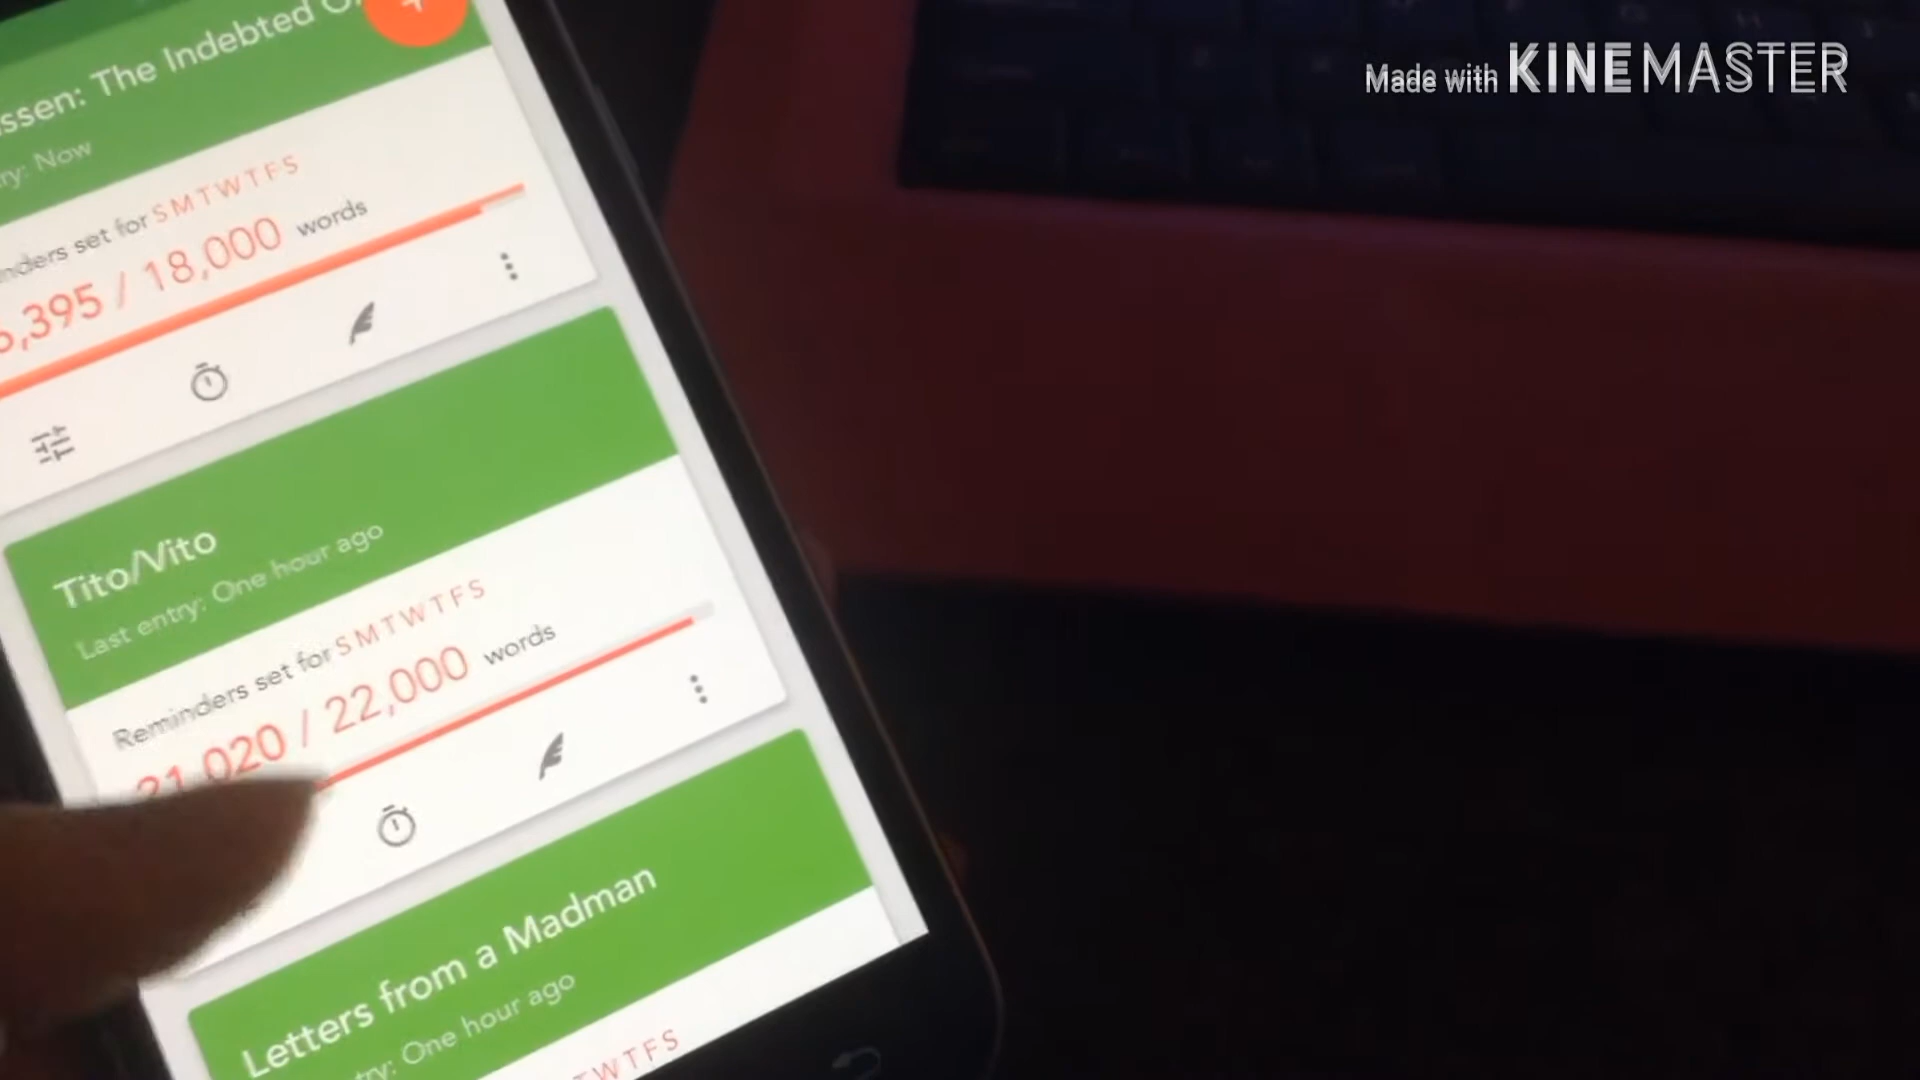 Made with KINEMASTER
ssen: The Indebted
ry: Now
nders set for S M T W T F S
,395 / 18,000 words
Tito/Vito
Last entry: One hour ago
Reminders set for S M T W T F S
21,020 / 22,000 words
Letters from a Madman
try: One hour ago
W T F S